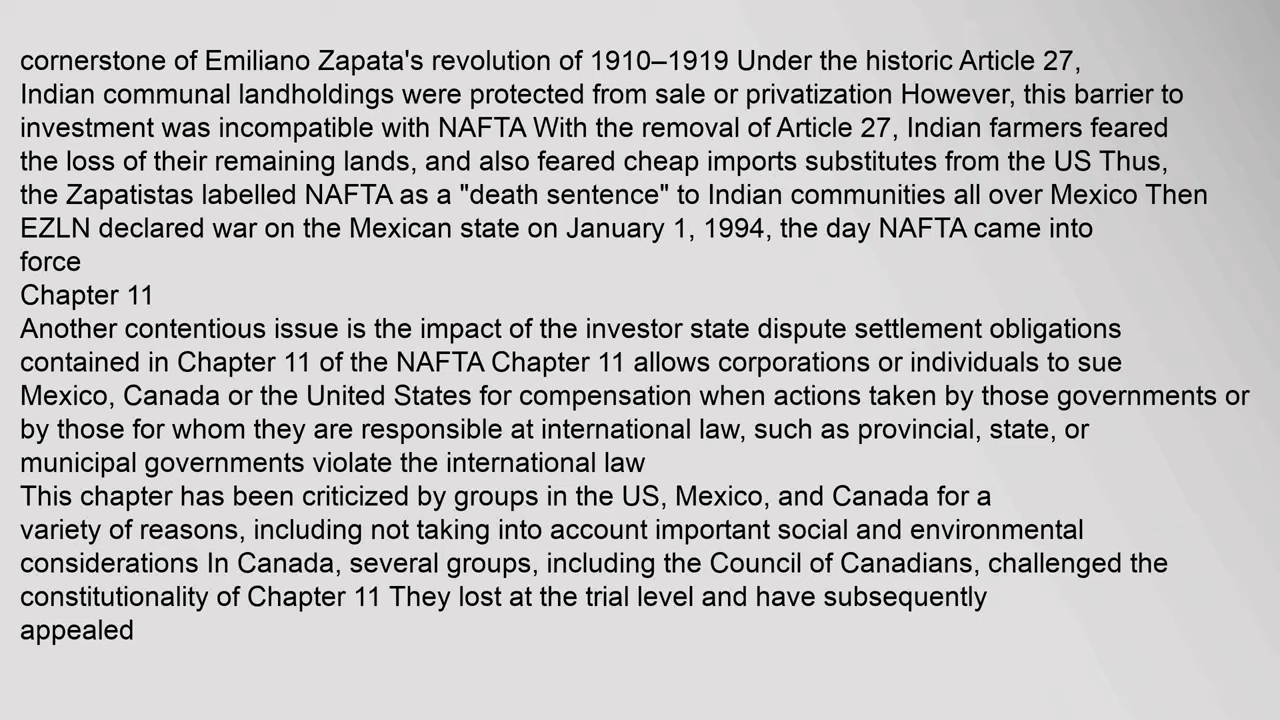 cornerstone of Emiliano Zapata's revolution of 1910–1919 Under the historic Article 27,
Indian communal landholdings were protected from sale or privatization However, this barrier to
investment was incompatible with NAFTA With the removal of Article 27, Indian farmers feared
the loss of their remaining lands, and also feared cheap imports substitutes from the US Thus,
the Zapatistas labelled NAFTA as a "death sentence" to Indian communities all over Mexico Then
EZLN declared war on the Mexican state on January 1, 1994, the day NAFTA came into
force
Chapter 11
Another contentious issue is the impact of the investor state dispute settlement obligations
contained in Chapter 11 of the NAFTA Chapter 11 allows corporations or individuals to sue
Mexico, Canada or the United States for compensation when actions taken by those governments or
by those for whom they are responsible at international law, such as provincial, state, or
municipal governments violate the international law
This chapter has been criticized by groups in the US, Mexico, and Canada for a
variety of reasons, including not taking into account important social and environmental
considerations In Canada, several groups, including the Council of Canadians, challenged the
constitutionality of Chapter 11 They lost at the trial level and have subsequently
appealed